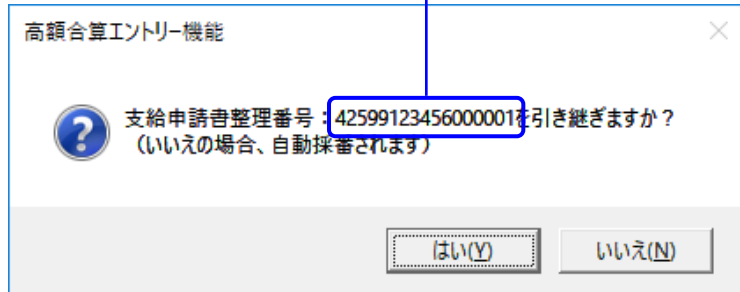 高額合算エントリー機能
支給申請書整理番号：42599123456000001を引き継ぎますか？
（いいえの場合、自動採番されます）
はい(Y)
いいえ(N)